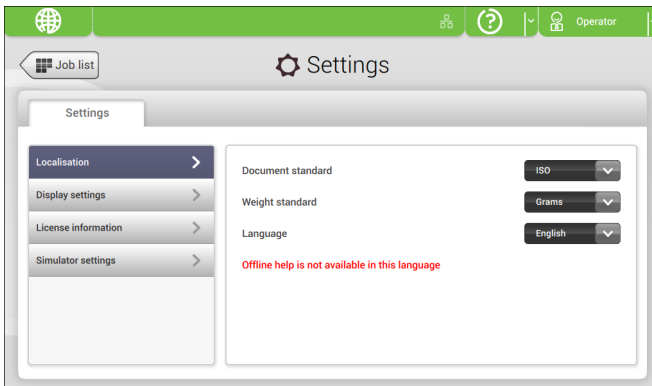 Operator
Job list
Settings
Settings
Localisation
Display settings
License information
Simulator settings
Document standard
ISO
Weight standard
Grams
Language
English
Offline help is not available in this language